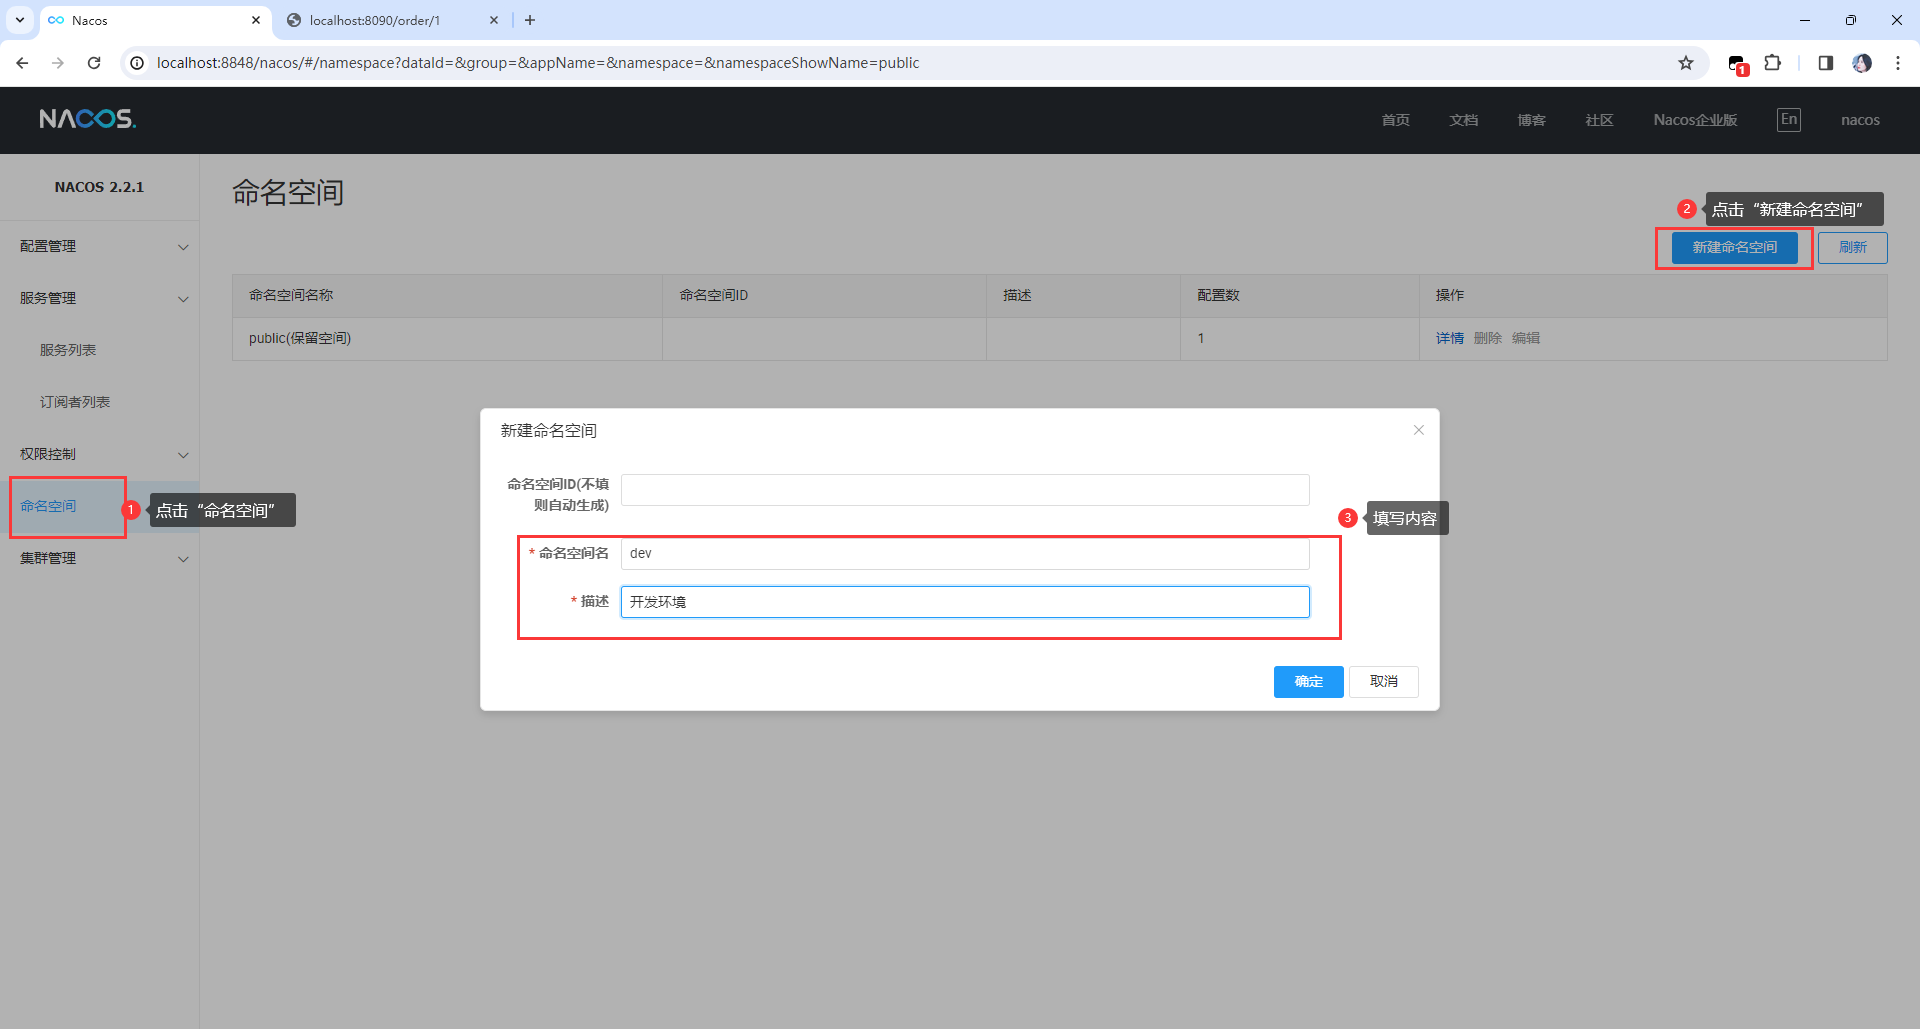 Nacos
localhost:8090/order/1
localhost:8848/nacos/#/namespace?dataId=&group=&appName=&namespace=&namespaceShowName=public
1
NACOS.
首页 文档 博客 社区 Nacos企业版 En nacos
NACOS 2.2.1
配置管理
服务管理
服务列表
订阅者列表
权限控制
命名空间
集群管理
1 点击“命名空间”
命名空间
2 点击“新建命名空间”
新建命名空间 刷新
命名空间名称 命名空间ID 描述 配置数 操作
public(保留空间) 1 详情 删除 编辑
新建命名空间
命名空间ID(不填
则自动生成)
3 填写内容
* 命名空间名 dev
* 描述 开发环境
确定 取消